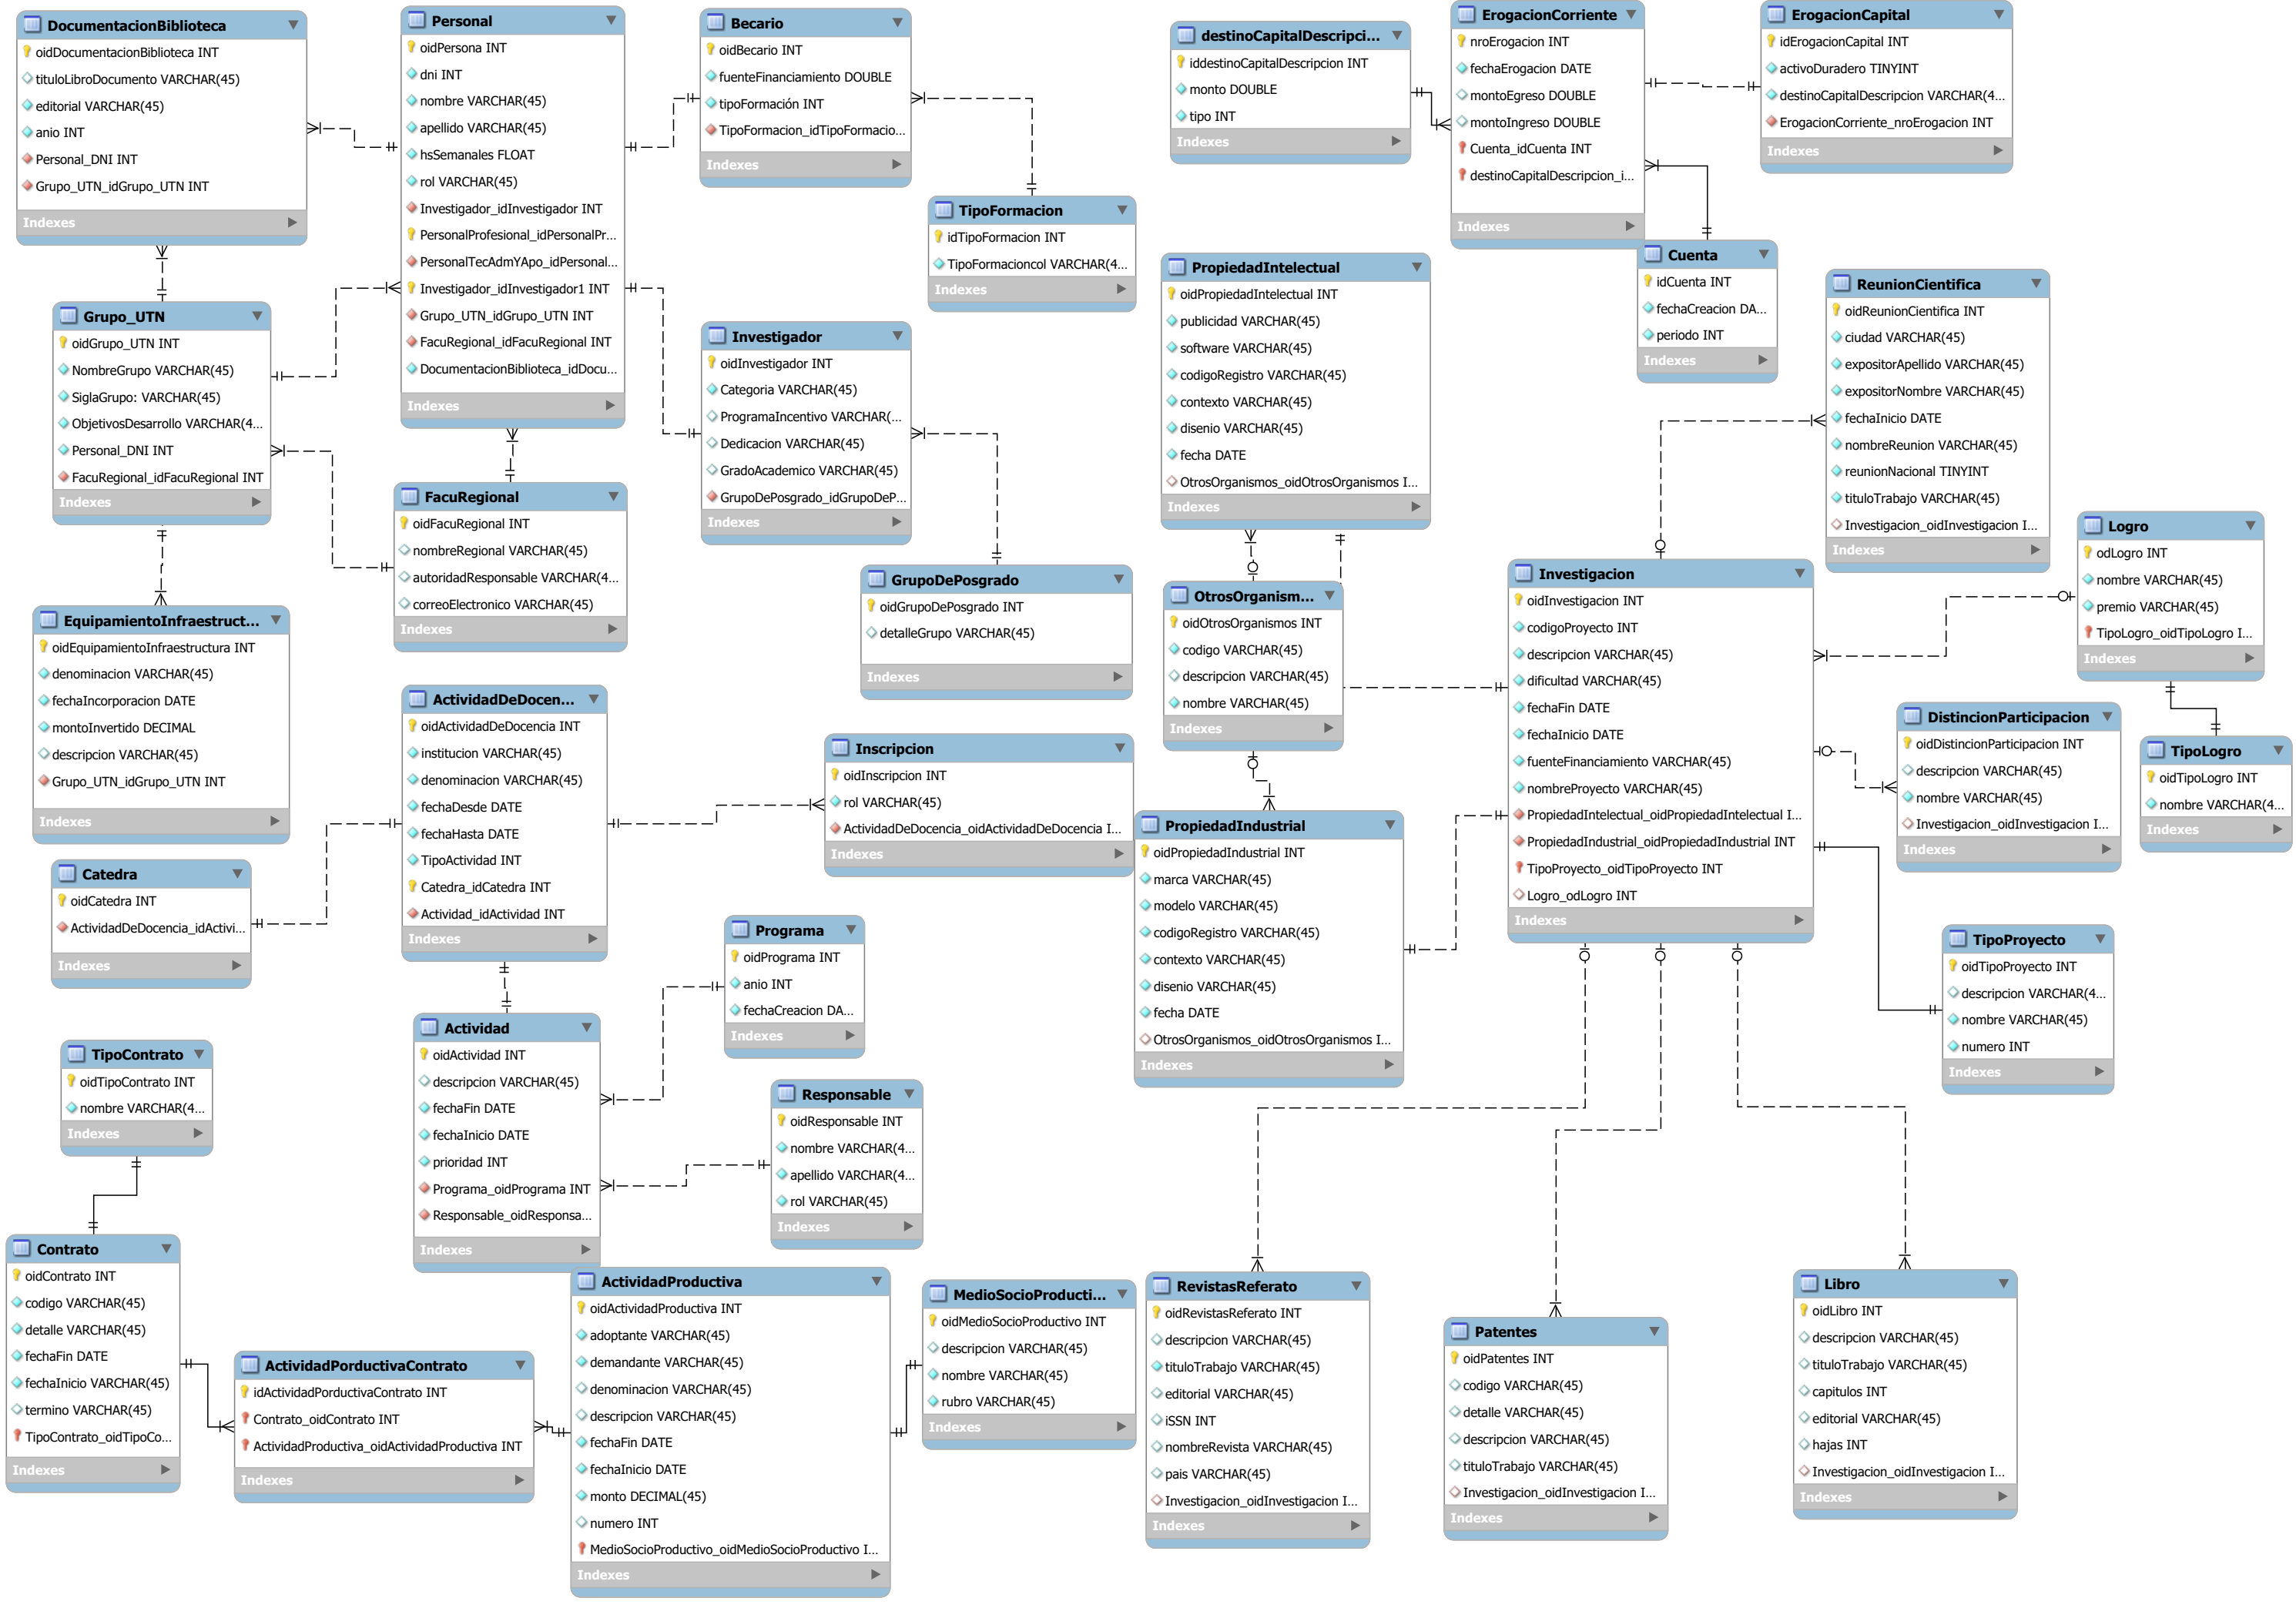 DocumentacionBiblioteca
oidDocumentacionBiblioteca INT
tituloLibroDocumento VARCHAR(45)
editorial VARCHAR(45)
anio INT
Personal_DNI INT
Grupo_UTN_idGrupo_UTN INT
Indexes
Personal
oidPersona INT
dni INT
nombre VARCHAR(45)
apellido VARCHAR(45)
hsSemanales FLOAT
rol VARCHAR(45)
Investigador_idInvestigador INT
PersonalProfesional_idPersonalPr...
PersonalTecAdmYApo_idPersonal...
Investigador_idInvestigador1 INT
Grupo_UTN_idGrupo_UTN INT
FacuRegional_idFacuRegional INT
DocumentacionBiblioteca_idDocu...
Indexes
Becario
oidBecario INT
fuenteFinanciamiento DOUBLE
tipoFormación INT
TipoFormacion_idTipoFormacio...
Indexes
destinoCapitalDescripci...
iddestinoCapitalDescripcion INT
monto DOUBLE
tipo INT
Indexes
ErogacionCorriente
nroErogacion INT
fechaErogacion DATE
montoEgreso DOUBLE
montoIngreso DOUBLE
Cuenta_idCuenta INT
destinoCapitalDescripcion_i...
Indexes
ErogacionCapital
idErogacionCapital INT
activoDuradero TINYINT
destinoCapitalDescripcion VARCHAR(4...
ErogacionCorriente_nroErogacion INT
Indexes
TipoFormacion
idTipoFormacion INT
TipoFormacioncol VARCHAR(4...
Indexes
Cuenta
idCuenta INT
fechaCreacion DA...
periodo INT
Indexes
PropiedadIntelectual
oidPropiedadIntelectual INT
publicidad VARCHAR(45)
software VARCHAR(45)
codigoRegistro VARCHAR(45)
contexto VARCHAR(45)
disenio VARCHAR(45)
fecha DATE
OtrosOrganismos_oidOtrosOrganismos I...
Indexes
ReunionCientifica
oidReunionCientifica INT
ciudad VARCHAR(45)
expositorApellido VARCHAR(45)
expositorNombre VARCHAR(45)
fechaInicio DATE
nombreReunion VARCHAR(45)
reunionNacional TINYINT
tituloTrabajo VARCHAR(45)
Investigacion_oidInvestigacion I...
Indexes
Grupo_UTN
oidGrupo_UTN INT
NombreGrupo VARCHAR(45)
SiglaGrupo: VARCHAR(45)
ObjetivosDesarrollo VARCHAR(4...
Personal_DNI INT
FacuRegional_idFacuRegional INT
Indexes
Investigador
oidInvestigador INT
Categoria VARCHAR(45)
ProgramaIncentivo VARCHAR(...
Dedicacion VARCHAR(45)
GradoAcademico VARCHAR(45)
GrupoDePosgrado_idGrupoDeP...
Indexes
FacuRegional
oidFacuRegional INT
nombreRegional VARCHAR(45)
autoridadResponsable VARCHAR(4...
correoElectronico VARCHAR(45)
Indexes
GrupoDePosgrado
oidGrupoDePosgrado INT
detalleGrupo VARCHAR(45)
Indexes
OtrosOrganism...
oidOtrosOrganismos INT
codigo VARCHAR(45)
descripcion VARCHAR(45)
nombre VARCHAR(45)
Indexes
Investigacion
oidInvestigacion INT
codigoProyecto INT
descripcion VARCHAR(45)
dificultad VARCHAR(45)
fechaFin DATE
fechaInicio DATE
fuenteFinanciamiento VARCHAR(45)
nombreProyecto VARCHAR(45)
PropiedadIntelectual_oidPropiedadIntelectual I...
PropiedadIndustrial_oidPropiedadIndustrial INT
TipoProyecto_oidTipoProyecto INT
Logro_odLogro INT
Indexes
Logro
odLogro INT
nombre VARCHAR(45)
premio VARCHAR(45)
TipoLogro_oidTipoLogro I...
Indexes
EquipamientoInfraestruct...
oidEquipamientoInfraestructura INT
denominacion VARCHAR(45)
fechaIncorporacion DATE
montoInvertido DECIMAL
descripcion VARCHAR(45)
Grupo_UTN_idGrupo_UTN INT
Indexes
ActividadDeDocen...
oidActividadDeDocencia INT
institucion VARCHAR(45)
denominacion VARCHAR(45)
fechaDesde DATE
fechaHasta DATE
TipoActividad INT
Catedra_idCatedra INT
Actividad_idActividad INT
Indexes
Inscripcion
oidInscripcion INT
rol VARCHAR(45)
ActividadDeDocencia_oidActividadDeDocencia I...
Indexes
DistincionParticipacion
oidDistincionParticipacion INT
descripcion VARCHAR(45)
nombre VARCHAR(45)
Investigacion_oidInvestigacion I...
Indexes
TipoLogro
oidTipoLogro INT
nombre VARCHAR(4...
Indexes
PropiedadIndustrial
oidPropiedadIndustrial INT
marca VARCHAR(45)
modelo VARCHAR(45)
codigoRegistro VARCHAR(45)
contexto VARCHAR(45)
disenio VARCHAR(45)
fecha DATE
OtrosOrganismos_oidOtrosOrganismos I...
Indexes
Catedra
oidCatedra INT
ActividadDeDocencia_idActivi...
Indexes
Programa
oidPrograma INT
anio INT
fechaCreacion DA...
Indexes
TipoProyecto
oidTipoProyecto INT
descripcion VARCHAR(4...
nombre VARCHAR(45)
numero INT
Indexes
Actividad
oidActividad INT
descripcion VARCHAR(45)
fechaFin DATE
fechaInicio DATE
prioridad INT
Programa_oidPrograma INT
Responsable_oidResponsa...
Indexes
TipoContrato
oidTipoContrato INT
nombre VARCHAR(4...
Indexes
Responsable
oidResponsable INT
nombre VARCHAR(4...
apellido VARCHAR(4...
rol VARCHAR(45)
Indexes
Contrato
oidContrato INT
codigo VARCHAR(45)
detalle VARCHAR(45)
fechaFin DATE
fechaInicio VARCHAR(45)
termino VARCHAR(45)
TipoContrato_oidTipoCo...
Indexes
ActividadPorductivaContrato
idActividadPorductivaContrato INT
Contrato_oidContrato INT
ActividadProductiva_oidActividadProductiva INT
Indexes
ActividadProductiva
oidActividadProductiva INT
adoptante VARCHAR(45)
demandante VARCHAR(45)
denominacion VARCHAR(45)
descripcion VARCHAR(45)
fechaFin DATE
fechaInicio DATE
monto DECIMAL(45)
numero INT
MedioSocioProductivo_oidMedioSocioProductivo I...
Indexes
MedioSocioProducti...
oidMedioSocioProductivo INT
descripcion VARCHAR(45)
nombre VARCHAR(45)
rubro VARCHAR(45)
Indexes
RevistasReferato
oidRevistasReferato INT
descripcion VARCHAR(45)
tituloTrabajo VARCHAR(45)
editorial VARCHAR(45)
iSSN INT
nombreRevista VARCHAR(45)
pais VARCHAR(45)
Investigacion_oidInvestigacion I...
Indexes
Patentes
oidPatentes INT
codigo VARCHAR(45)
detalle VARCHAR(45)
descripcion VARCHAR(45)
tituloTrabajo VARCHAR(45)
Investigacion_oidInvestigacion I...
Indexes
Libro
oidLibro INT
descripcion VARCHAR(45)
tituloTrabajo VARCHAR(45)
capitulos INT
editorial VARCHAR(45)
hajas INT
Investigacion_oidInvestigacion I...
Indexes